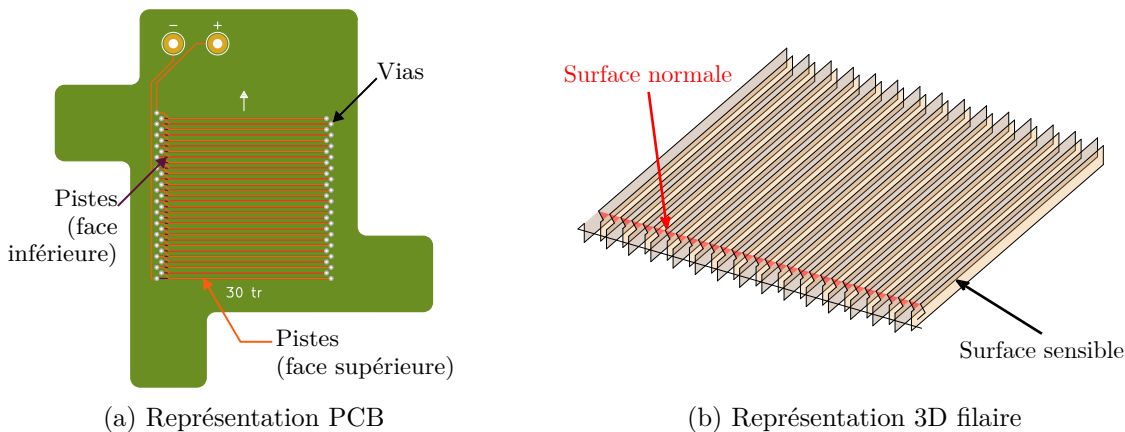 − +
Vias
Pistes
(face
inférieure)
30 tr
Pistes
(face supérieure)
(a) Représentation PCB
Surface normale
Surface sensible
(b) Représentation 3D filaire